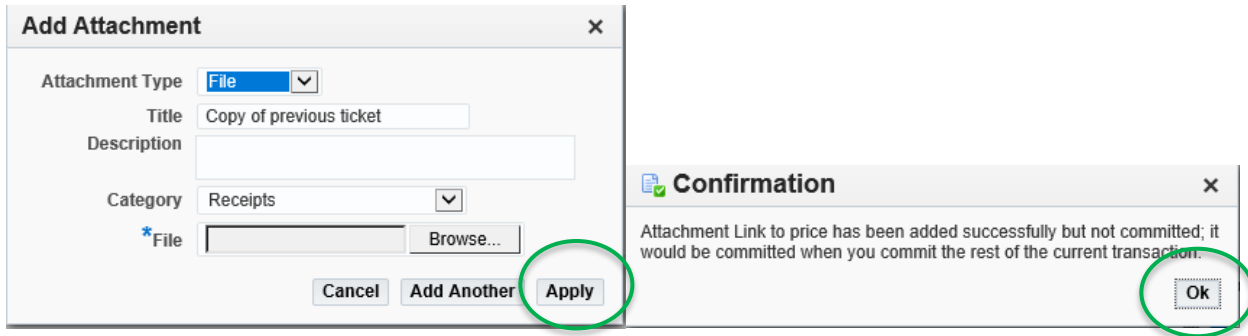 Add Attachment
Attachment Type File
Title Copy of previous ticket
Description
Category Receipts
*File Browse...
Cancel Add Another Apply
Confirmation
Attachment Link to price has been added successfully but not committed; it
would be committed when you commit the rest of the current transaction.
Ok